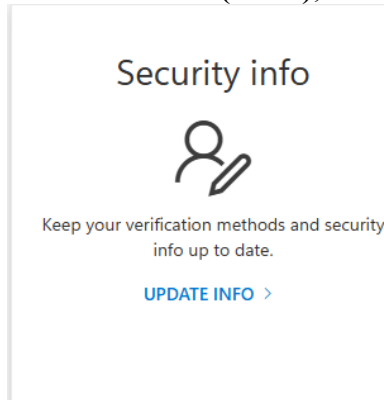 Security info
Keep your verification methods and security
info up to date.
UPDATE INFO >